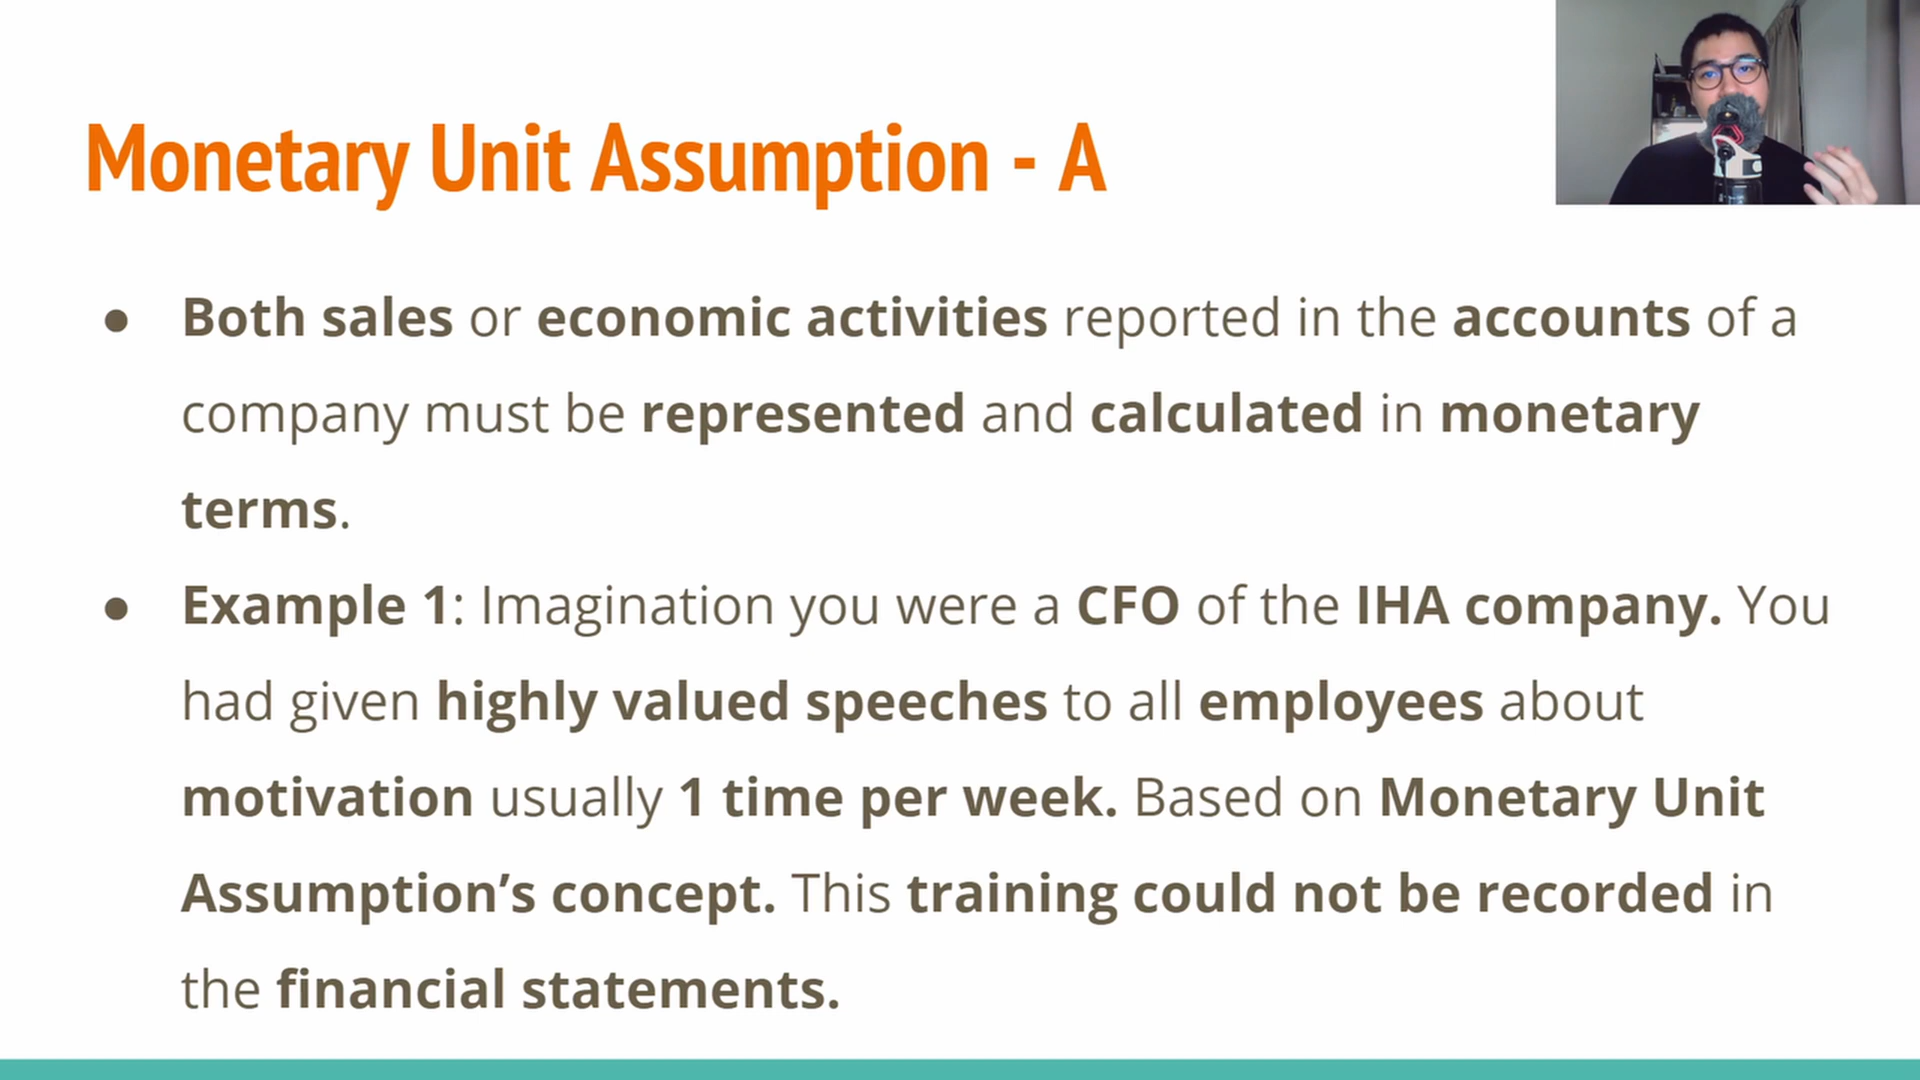 Monetary Unit Assumption - A
● Both sales or economic activities reported in the accounts of a
company must be represented and calculated in monetary
terms.
● Example 1: Imagination you were a CFO of the IHA company. You
had given highly valued speeches to all employees about
motivation usually 1 time per week. Based on Monetary Unit
Assumption’s concept. This training could not be recorded in
the financial statements.